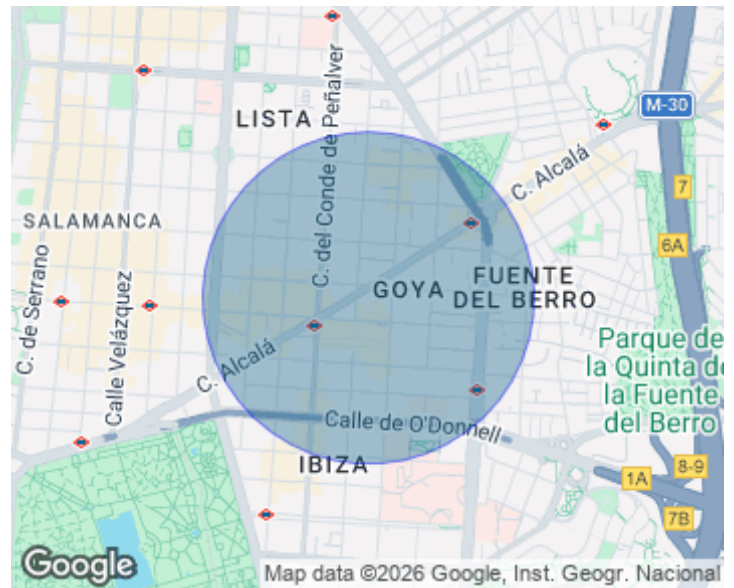 LISTA
C. del Conde de Peñalver
M-30
C. Alcalá
7
SALAMANCA
6A
C. de Serrano
Calle Velázquez
GOYA
FUENTE
DEL BERRO
Parque de
la Quinta de
la Fuente
del Berro
C. Alcalá
Calle de O'Donnell
IBIZA
8-9
1A
7B
Google
Map data ©2026 Google, Inst. Geogr. Nacional